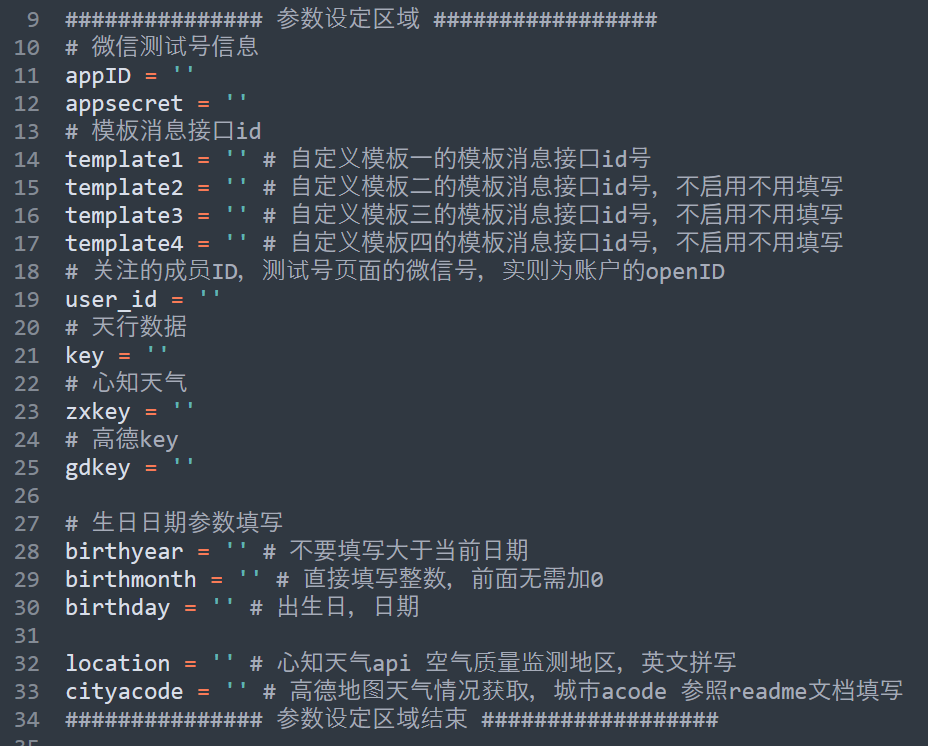 9 ############### 参数设定区域 #################
10 # 微信测试号信息
11 appID = ''
12 appsecret = ''
13 # 模板消息接口id
14 template1 = '' # 自定义模板一的模板消息接口id号
15 template2 = '' # 自定义模板二的模板消息接口id号, 不启用不用填写
16 template3 = '' # 自定义模板三的模板消息接口id号, 不启用不用填写
17 template4 = '' # 自定义模板四的模板消息接口id号, 不启用不用填写
18 # 关注的成员ID, 测试号页面的微信号, 实则为账户的openID
19 user_id = ''
20 # 天行数据
21 key = ''
22 # 心知天气
23 zxkey = ''
24 # 高德key
25 gdkey = ''
26
27 # 生日日期参数填写
28 birthyear = '' # 不要填写大于当前日期
29 birthmonth = '' # 直接填写整数, 前面无需加0
30 birthday = '' # 出生日, 日期
31
32 location = '' # 心知天气api 空气质量监测地区, 英文拼写
33 cityacode = '' # 高德地图天气情况获取, 城市acode 参照readme文档填写
34 ############### 参数设定区域结束 ##################
35